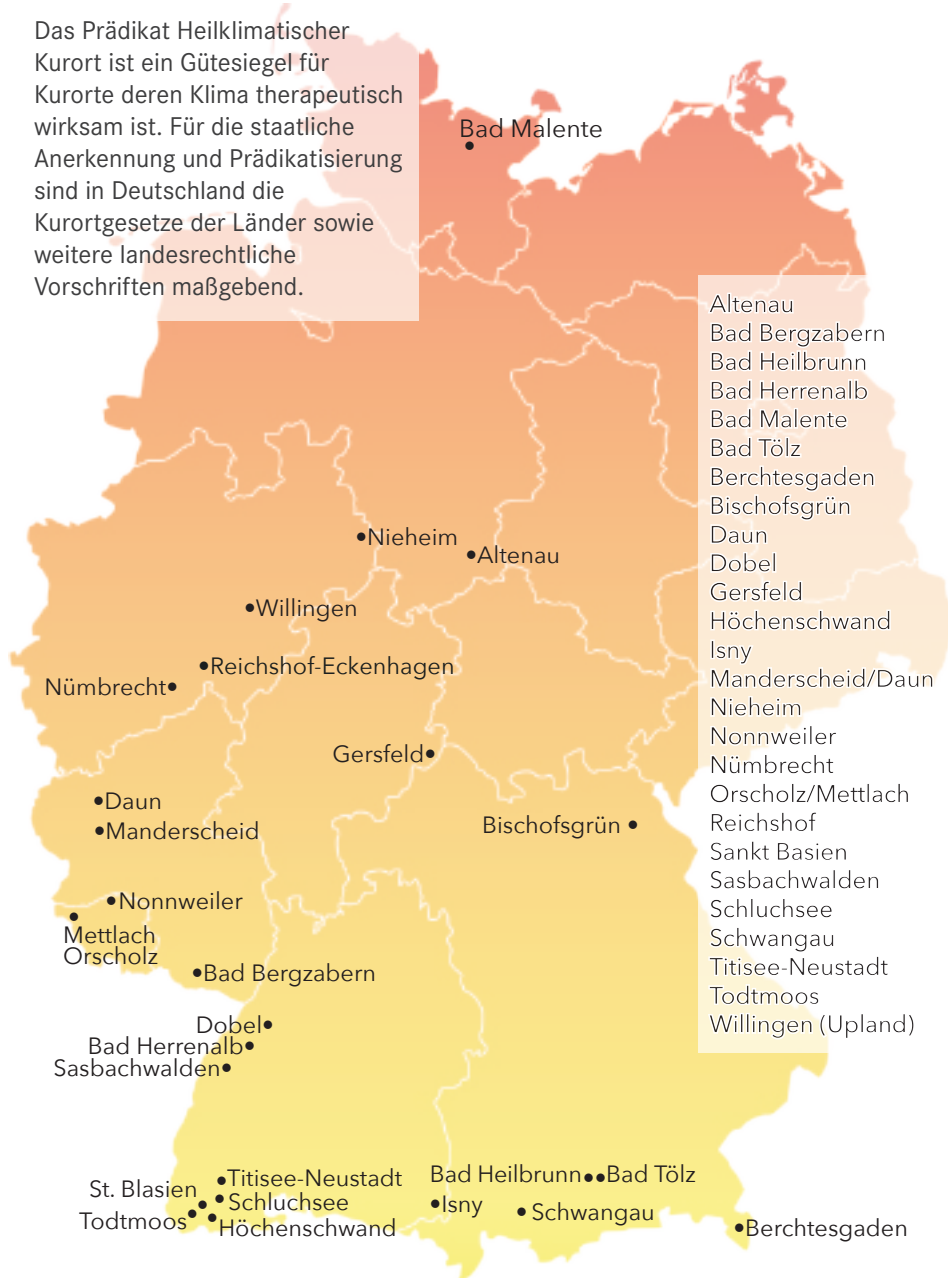 Das Prädikat Heilklimatischer
Kurort ist ein Gütesiegel für
Kurorte deren Klima therapeutisch
wirksam ist. Für die staatliche
Anerkennung und Prädikatisierung
sind in Deutschland die
Kurortgesetze der Länder sowie
weitere landesrechtliche
Vorschriften maßgebend.
Bad Malente
Nieheim
Altenau
Willingen
Reichshof-Eckenhagen
Nümbrecht
Gersfeld
Daun
Manderscheid
Bischofsgrün
Nonnweiler
Mettlach
Orscholz
Bad Bergzabern
Dobel
Bad Herrenalb
Sasbachwalden
Titisee-Neustadt
St. Blasien
Schluchsee
Todtmoos
Höchenschwand
Bad Heilbrunn
Bad Tölz
Isny
Schwangau
Berchtesgaden
Altenau
Bad Bergzabern
Bad Heilbrunn
Bad Herrenalb
Bad Malente
Bad Tölz
Berchtesgaden
Bischofsgrün
Daun
Dobel
Gersfeld
Höchenschwand
Isny
Manderscheid/Daun
Nieheim
Nonnweiler
Nümbrecht
Orscholz/Mettlach
Reichshof
Sankt Basien
Sasbachwalden
Schluchsee
Schwangau
Titisee-Neustadt
Todtmoos
Willingen (Upland)